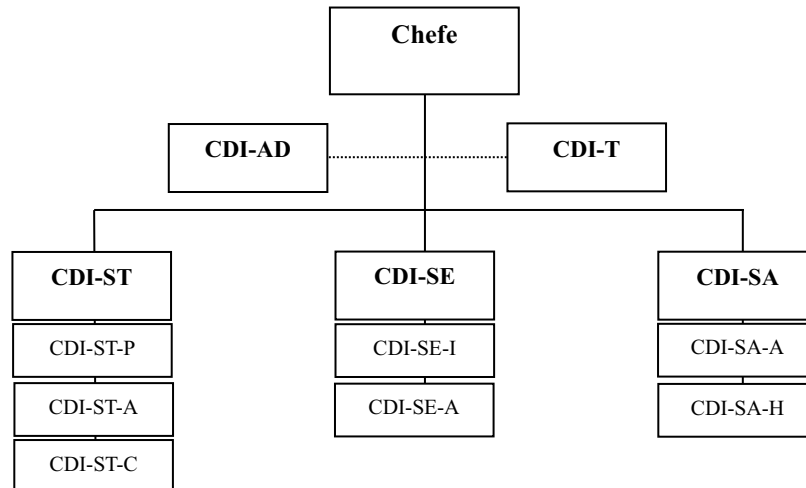 Chefe
CDI-AD
CDI-T
CDI-ST
CDI-SE
CDI-SA
CDI-ST-P
CDI-SE-I
CDI-SA-A
CDI-ST-A
CDI-SE-A
CDI-SA-H
CDI-ST-C